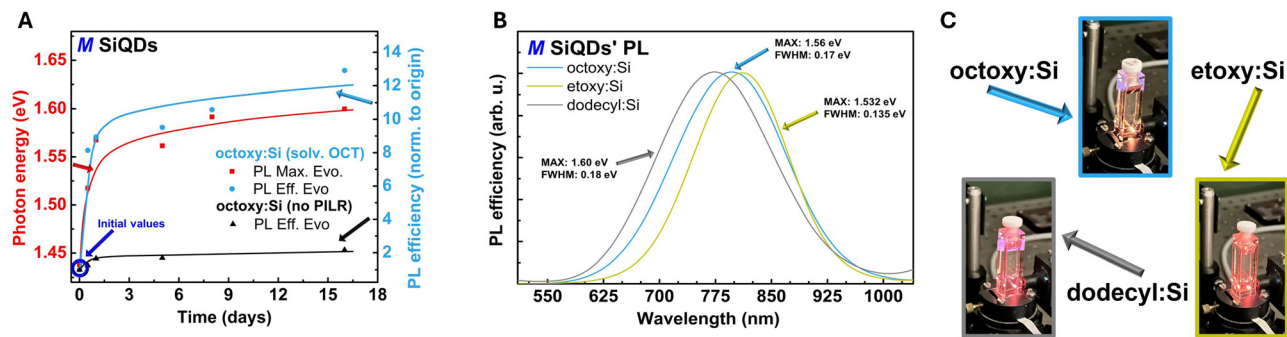 A
M SiQDs
1.65
1.60
1.55
1.50
1.45
Photon energy (eV)
14
12
10
8
6
4
2
PL efficiency (norm. to origin)
octoxy:Si (solv. OCT)
PL Max. Evo.
PL Eff. Evo
octoxy:Si (no PILR)
PL Eff. Evo
Initial values
0 3 6 9 12 15 18
Time (days)
B
M SiQDs' PL
octoxy:Si
etoxy:Si
dodecyl:Si
MAX: 1.56 eV
FWHM: 0.17 eV
MAX: 1.532 eV
FWHM: 0.135 eV
MAX: 1.60 eV
FWHM: 0.18 eV
PL efficiency (arb. u.)
550 625 700 775 850 925 1000
Wavelength (nm)
C
octoxy:Si
etoxy:Si
dodecyl:Si